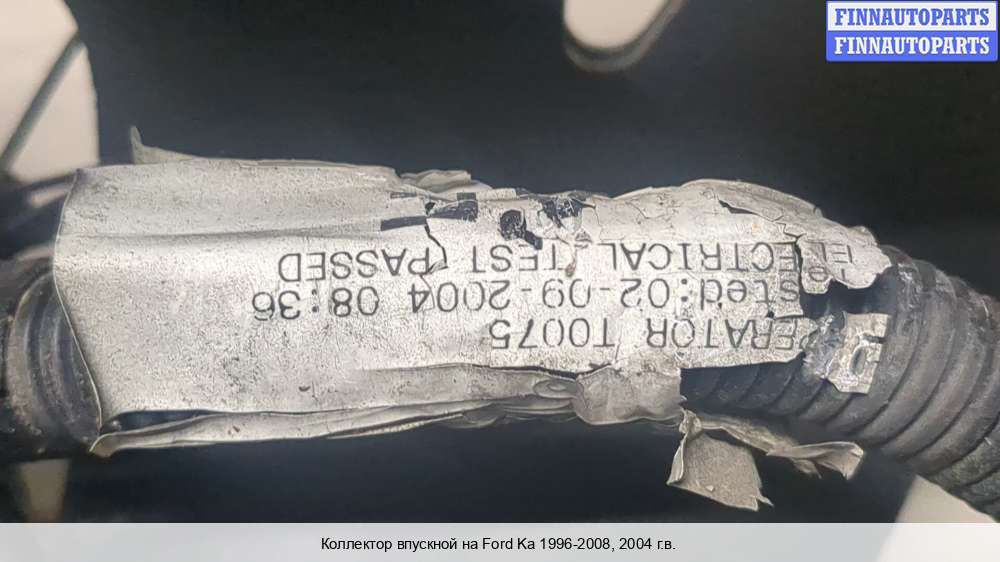 FINNAUTOPARTS
FINNAUTOPARTS
PERATOR T0075
sted:02-09-2004 08:36
ELECTRICAL TEST PASSED
Коллектор впускной на Ford Ka 1996-2008, 2004 г.в.